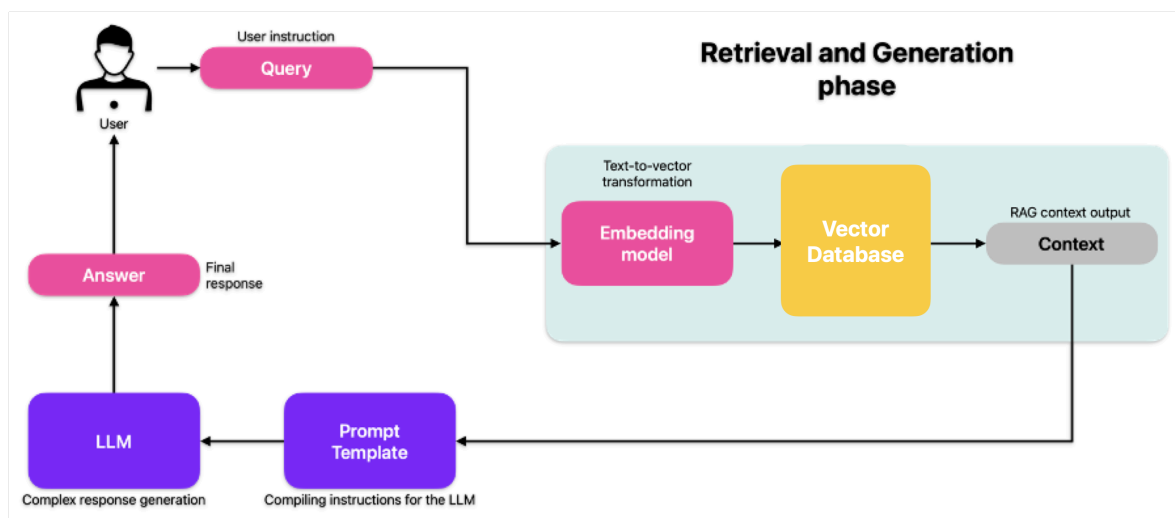 User instruction
Query
Retrieval and Generation
phase
User
Text-to-vector
transformation
Embedding
model
Vector
Database
RAG context output
Context
Answer
Final
response
LLM
Complex response generation
Prompt
Template
Compiling instructions for the LLM